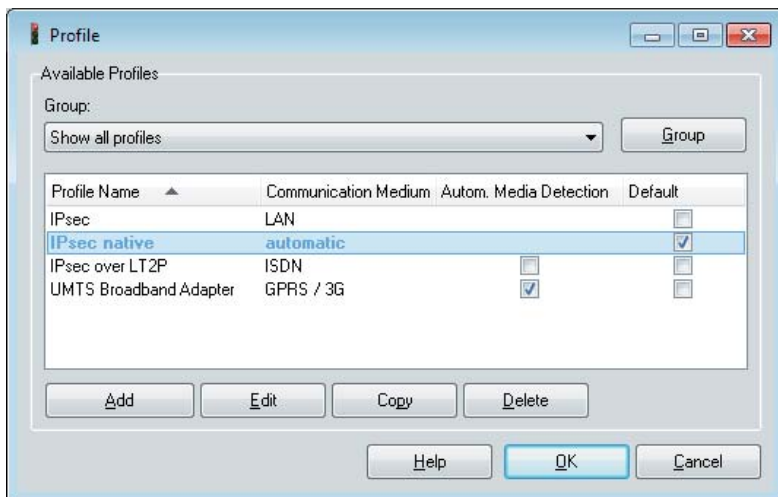 Profile
Available Profiles
Group:
Show all profiles
Group
Profile Name Communication Medium Autom. Media Detection Default
IPsec LAN
IPsec native automatic
IPsec over LT2P ISDN
UMTS Broadband Adapter GPRS / 3G
Add Edit Copy Delete
Help OK Cancel